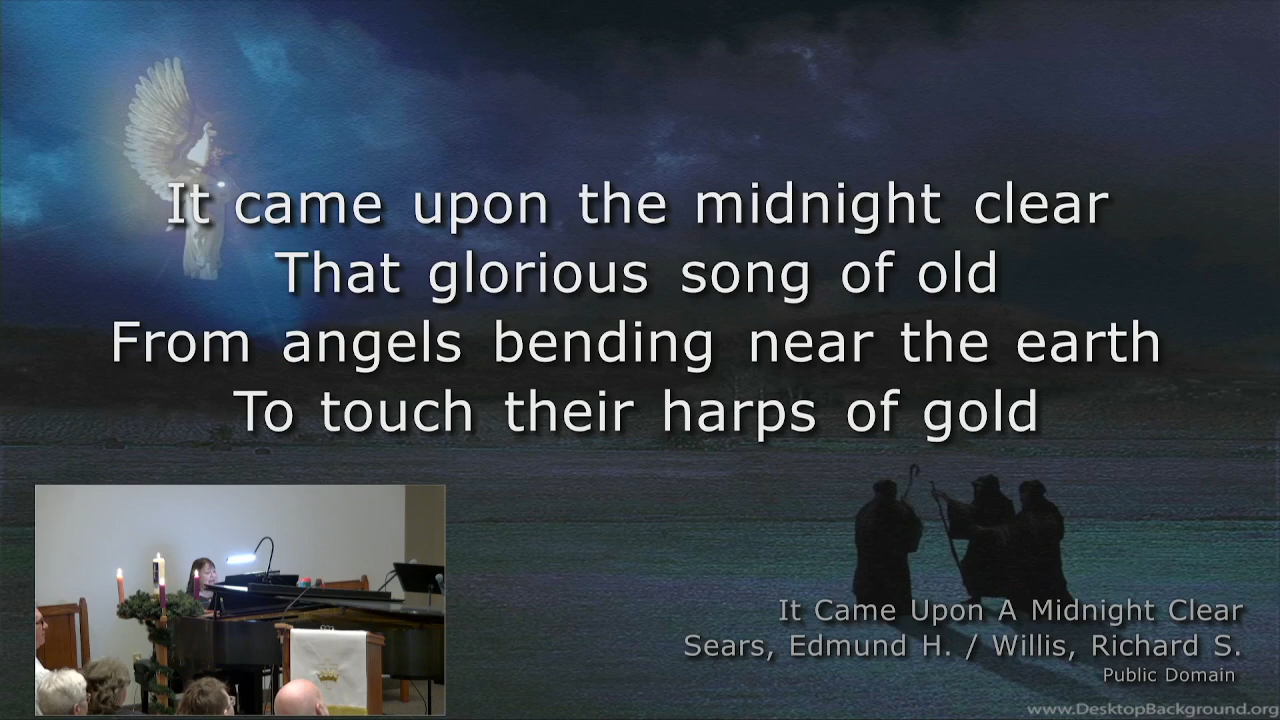 It came upon the midnight clear
That glorious song of old
From angels bending near the earth
To touch their harps of gold
It Came Upon A Midnight Clear
Sears, Edmund H. / Willis, Richard S.
Public Domain
www.DesktopBackground.org